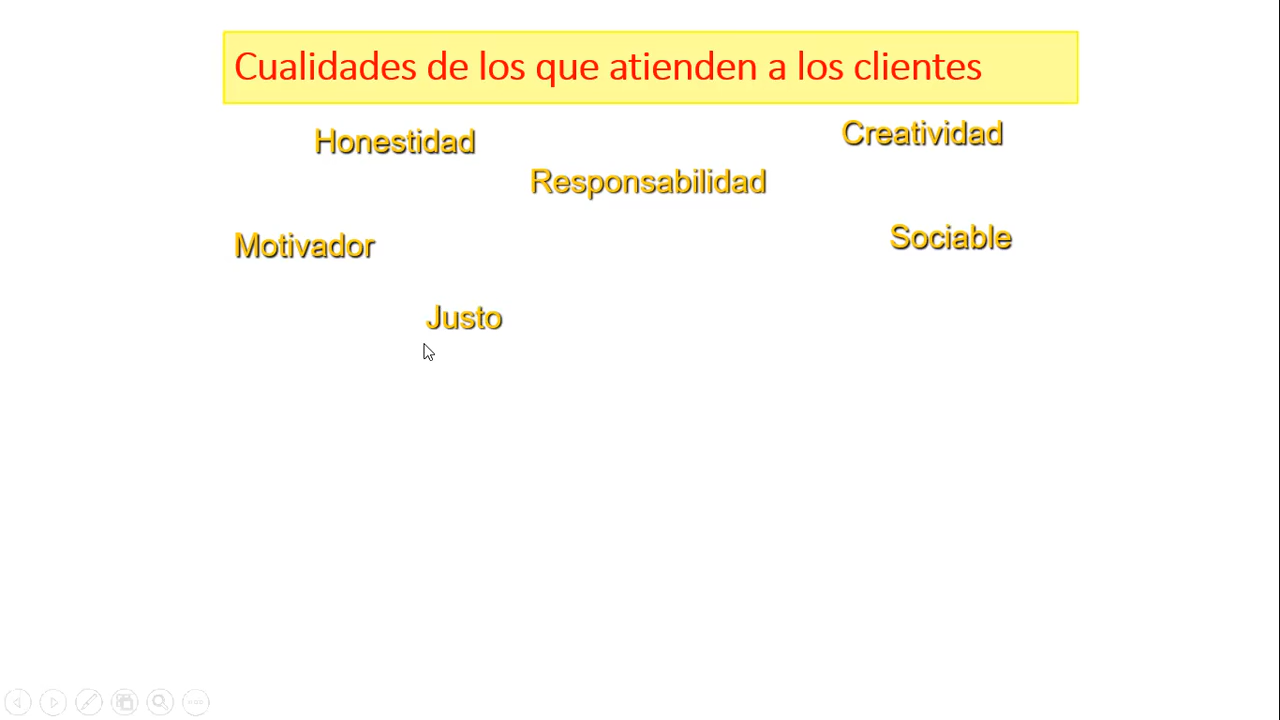 Cualidades de los que atienden a los clientes
Honestidad
Creatividad
Responsabilidad
Motivador
Sociable
Justo